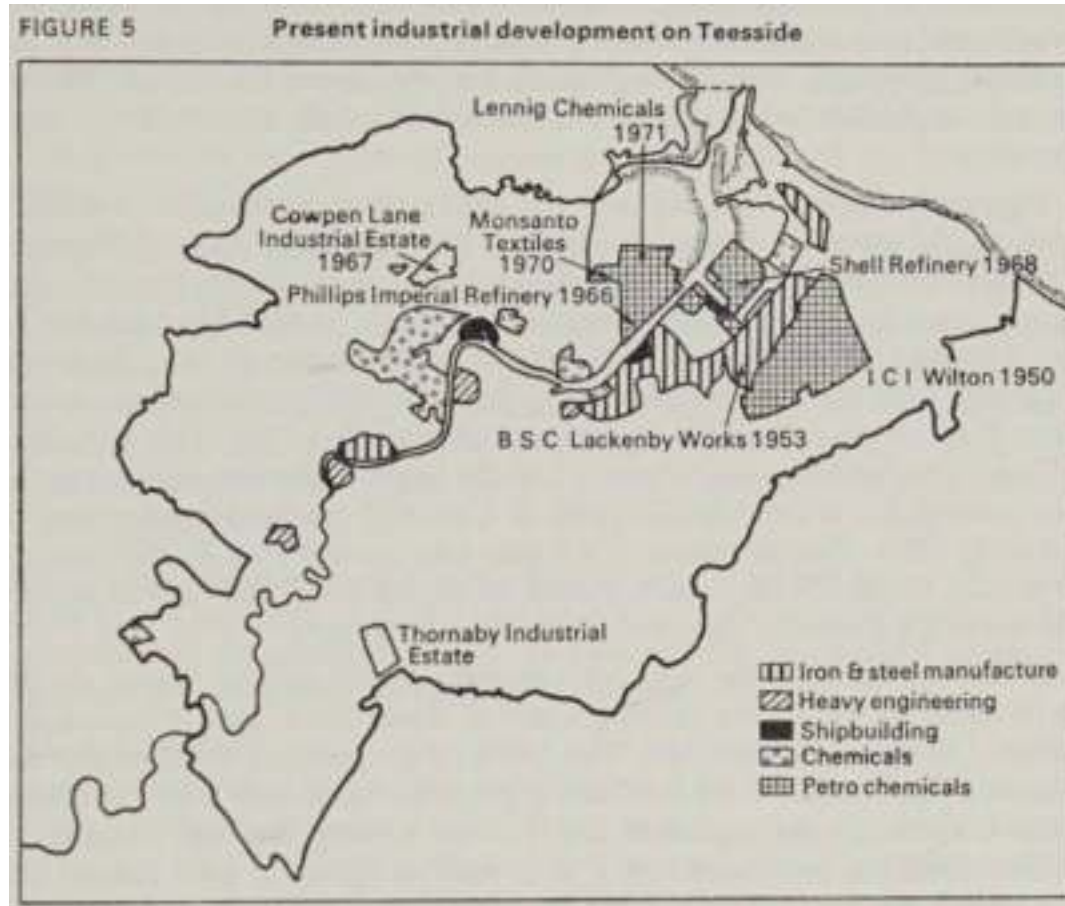 FIGURE 5
Present industrial development on Teesside
Lennig Chemicals
1971
Cowpen Lane
Industrial Estate
1967
Monsanto
Textiles
1970
Shell Refinery 1968
Phillips Imperial Refinery 1966
I C I Wilton 1950
B S C Lackenby Works 1953
Thornaby Industrial
Estate
Iron & steel manufacture
Heavy engineering
Shipbuilding
Chemicals
Petro chemicals